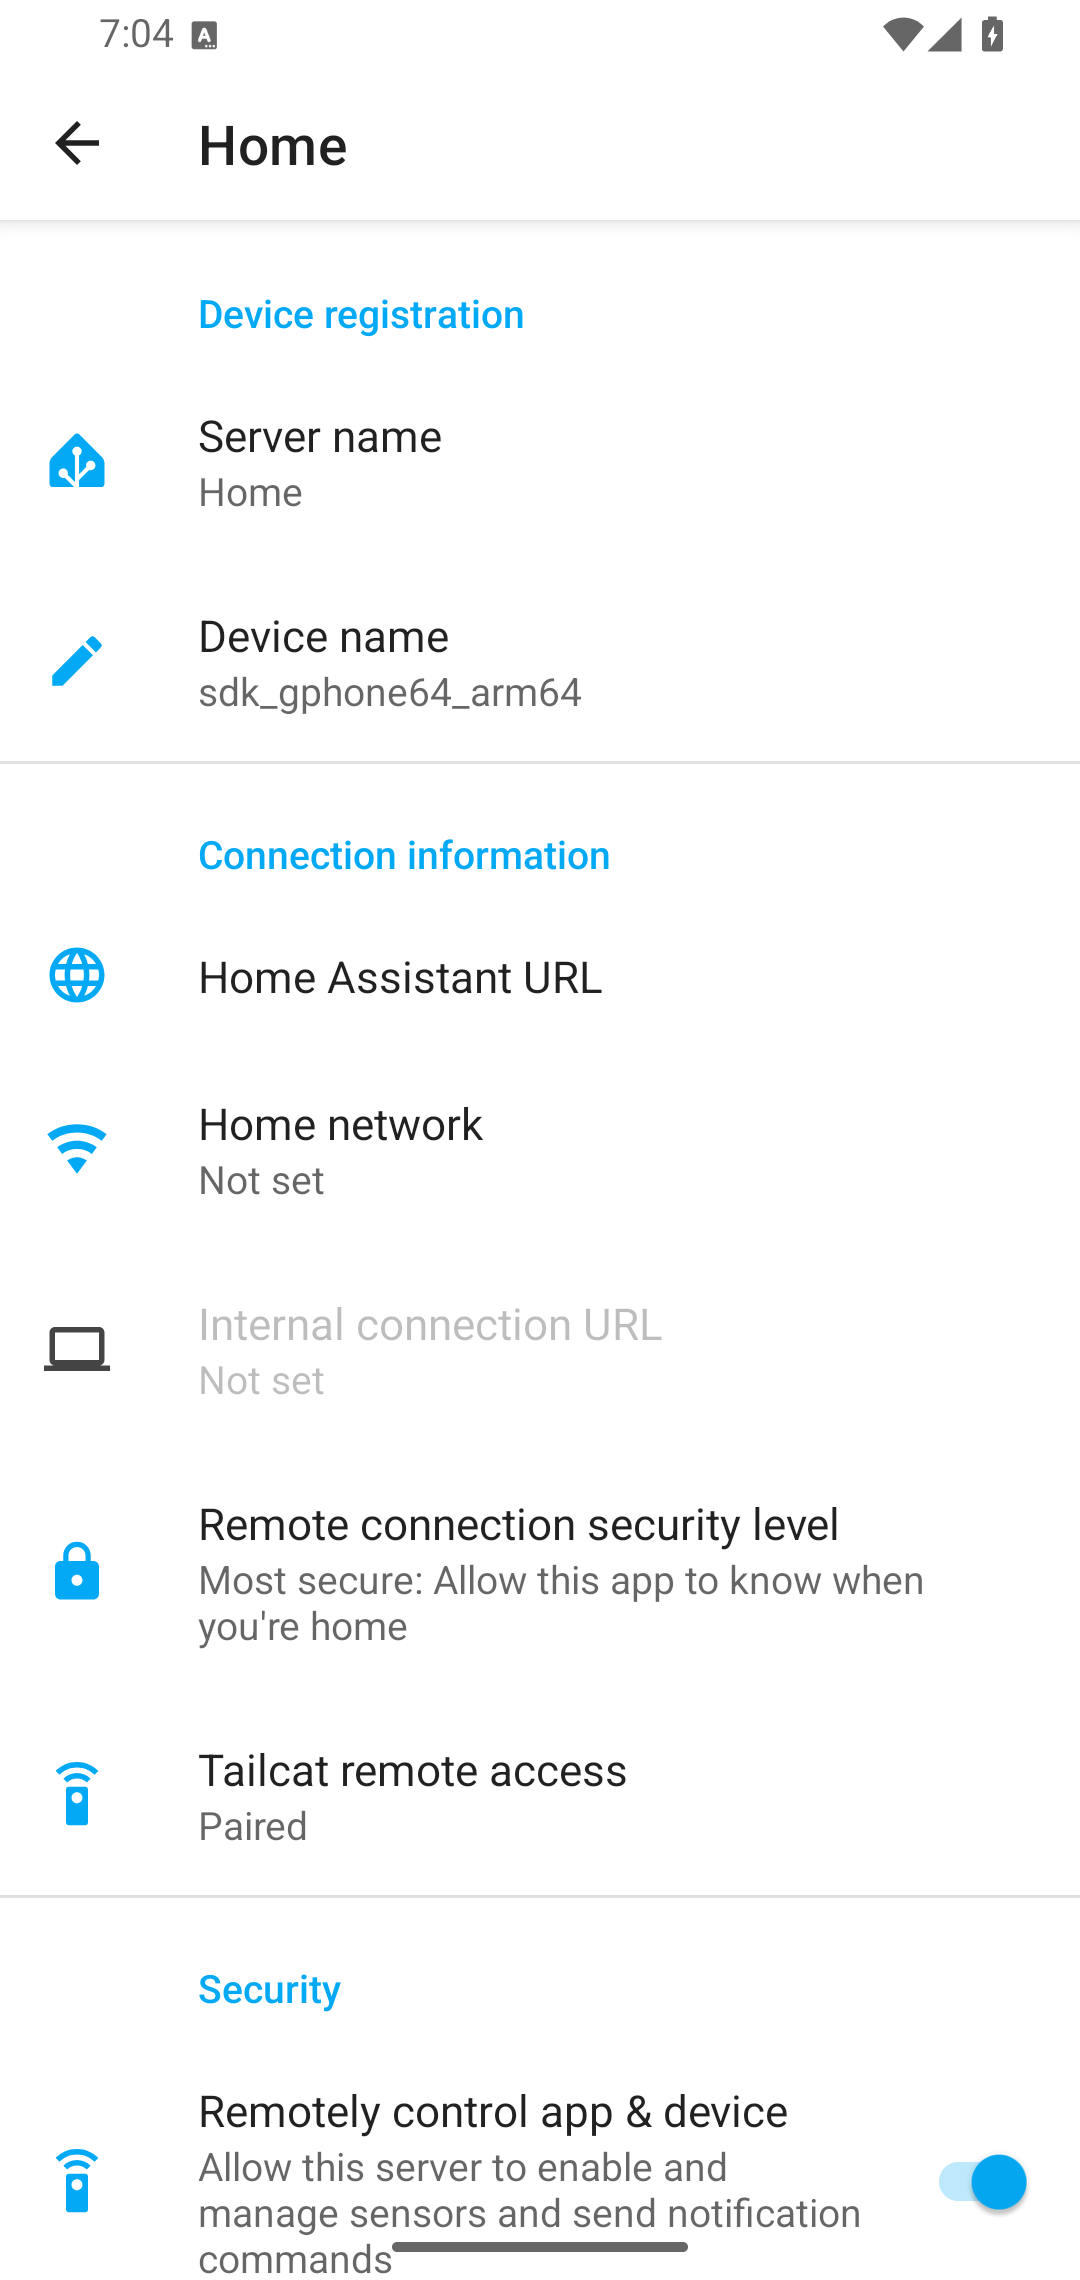 7:04
Home
Device registration
Server name
Home
Device name
sdk_gphone64_arm64
Connection information
Home Assistant URL
Home network
Not set
Internal connection URL
Not set
Remote connection security level
Most secure: Allow this app to know when
you're home
Tailcat remote access
Paired
Security
Remotely control app & device
Allow this server to enable and
manage sensors and send notification
commands